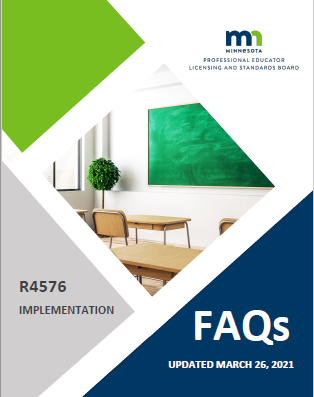 mn
MINNESOTA
PROFESSIONAL EDUCATOR
LICENSING AND STANDARDS BOARD
R4576
IMPLEMENTATION
FAQs
UPDATED MARCH 26, 2021